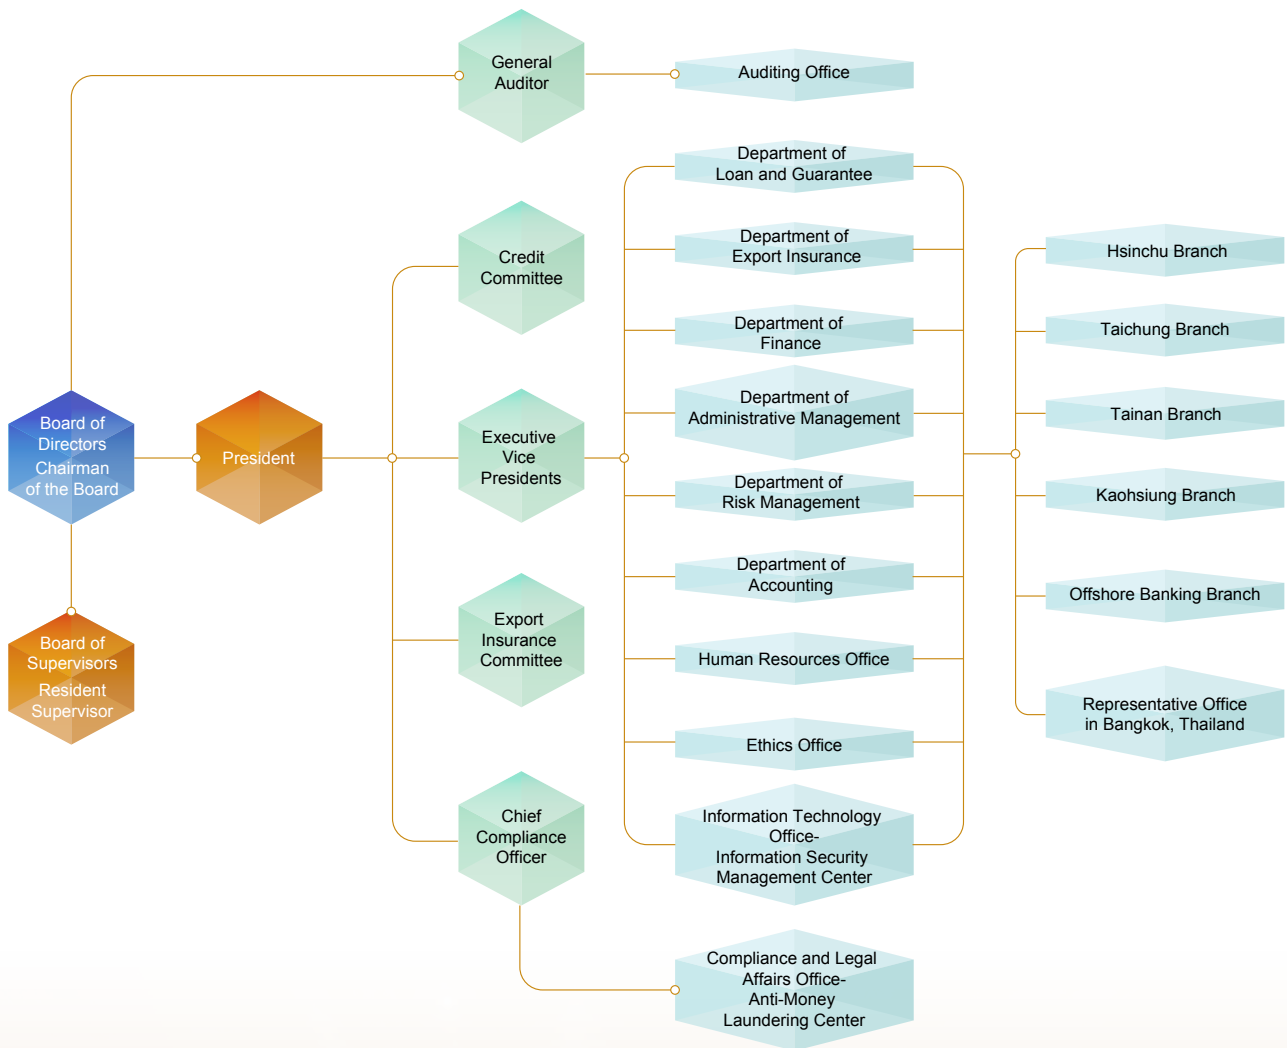 General
Auditor
Auditing Office
Department of
Loan and Guarantee
Credit
Committee
Department of
Export Insurance
Hsinchu Branch
Department of
Finance
Taichung Branch
Board of
Directors
Chairman
of the Board
President
Executive
Vice
Presidents
Department of
Administrative Management
Tainan Branch
Department of
Risk Management
Kaohsiung Branch
Department of
Accounting
Offshore Banking Branch
Board of
Supervisors
Resident
Supervisor
Export
Insurance
Committee
Human Resources Office
Representative Office
in Bangkok, Thailand
Ethics Office
Chief
Compliance
Officer
Information Technology
Office-
Information Security
Management Center
Compliance and Legal
Affairs Office-
Anti-Money
Laundering Center